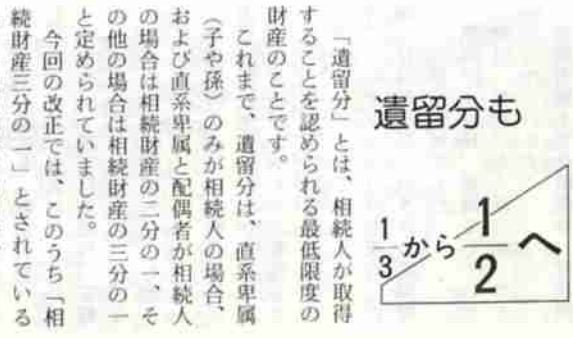 遺留分も
1/3から1/2へ
「遺留分」とは、相続人が取得
することを認められる最低限度の
財産のことです。
これまで、遺留分は、直系卑属
(子や孫)のみが相続人の場合、
および直系卑属と配偶者が相続人
の場合は相続財産の二分の一、そ
の他の場合は相続財産の三分の一
と定められていました。
今回の改正では、このうち「相
続財産三分の一」とされている